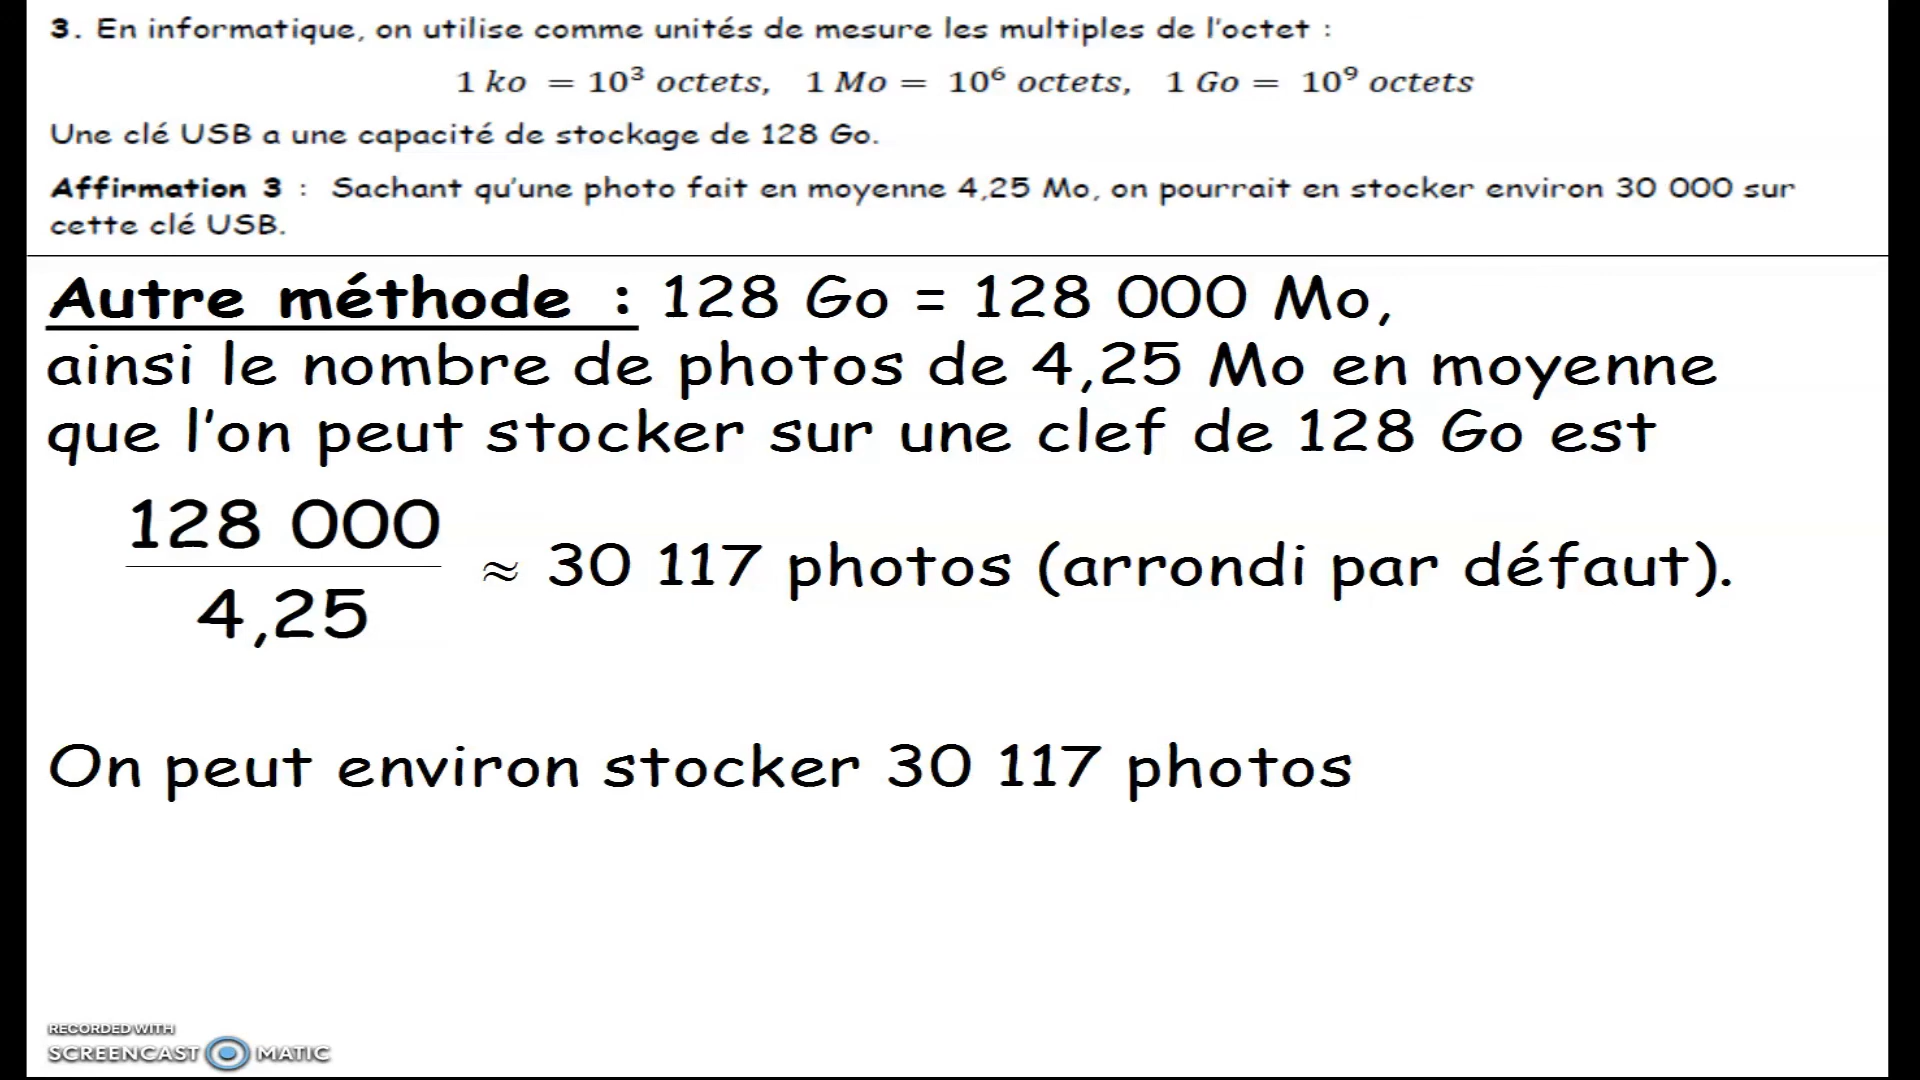 3. En informatique, on utilise comme unités de mesure les multiples de l'octet :
1 ko = 10³ octets, 1 Mo = 10⁶ octets, 1 Go = 10⁹ octets
Une clé USB a une capacité de stockage de 128 Go.
Affirmation 3 : Sachant qu'une photo fait en moyenne 4,25 Mo, on pourrait en stocker environ 30 000 sur
cette clé USB.
Autre méthode : 128 Go = 128 000 Mo,
ainsi le nombre de photos de 4,25 Mo en moyenne
que l'on peut stocker sur une clef de 128 Go est
128 000
4,25
≈ 30 117 photos (arrondi par défaut).
On peut environ stocker 30 117 photos
RECORDED WITH
SCREENCAST MATIC